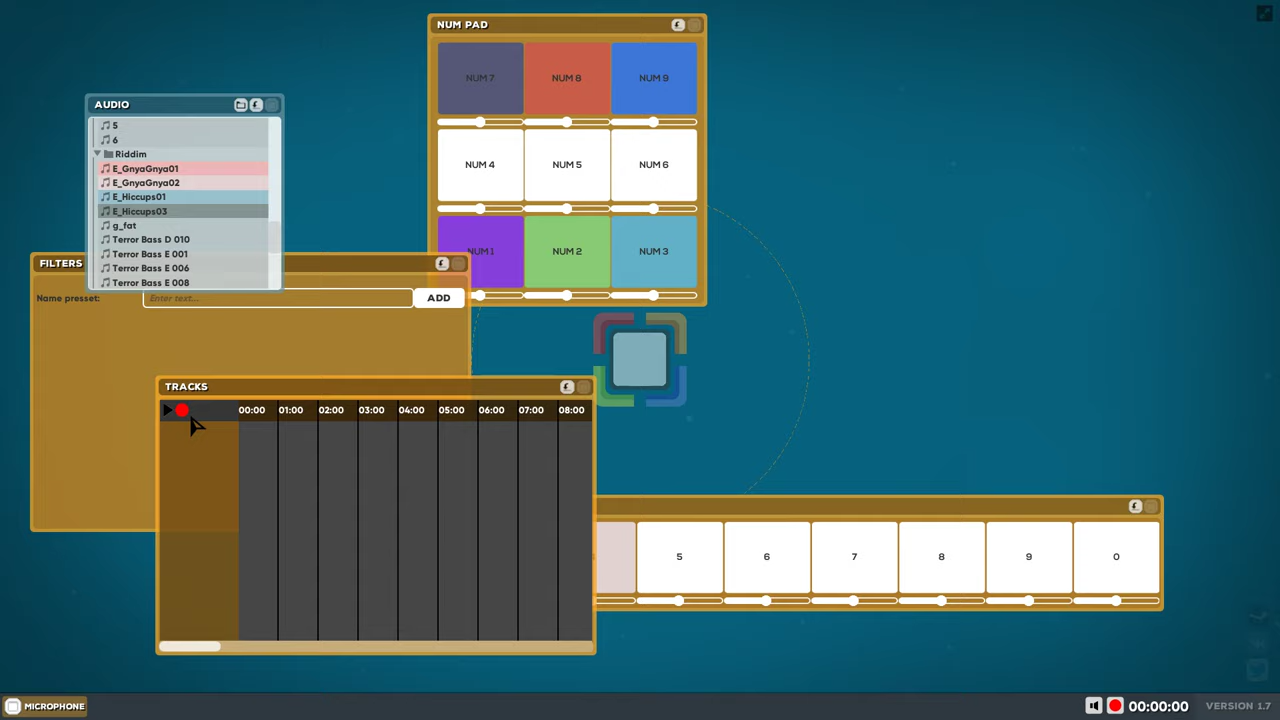 NUM PAD
NUM 7 NUM 8 NUM 9
AUDIO
5
6
Riddim
E_GnyaGnya01
E_GnyaGnya02
E_Hiccups01
E_Hiccups03
g_fat
Terror Bass D 010
Terror Bass E 001
Terror Bass E 006
Terror Bass E 008
NUM 4 NUM 5 NUM 6
NUM 1 NUM 2 NUM 3
FILTERS
Name preset: Enter text... ADD
TRACKS
00:00 01:00 02:00 03:00 04:00 05:00 06:00 07:00 08:00
5 6 7 8 9 0
MICROPHONE
00:00:00 VERSION 1.7